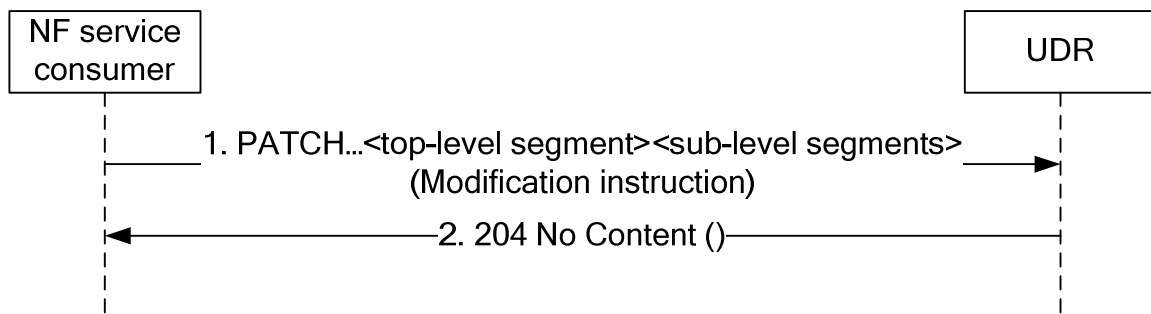 NF service
consumer
UDR
1. PATCH...<top-level segment><sub-level segments>
(Modification instruction)
2. 204 No Content ()